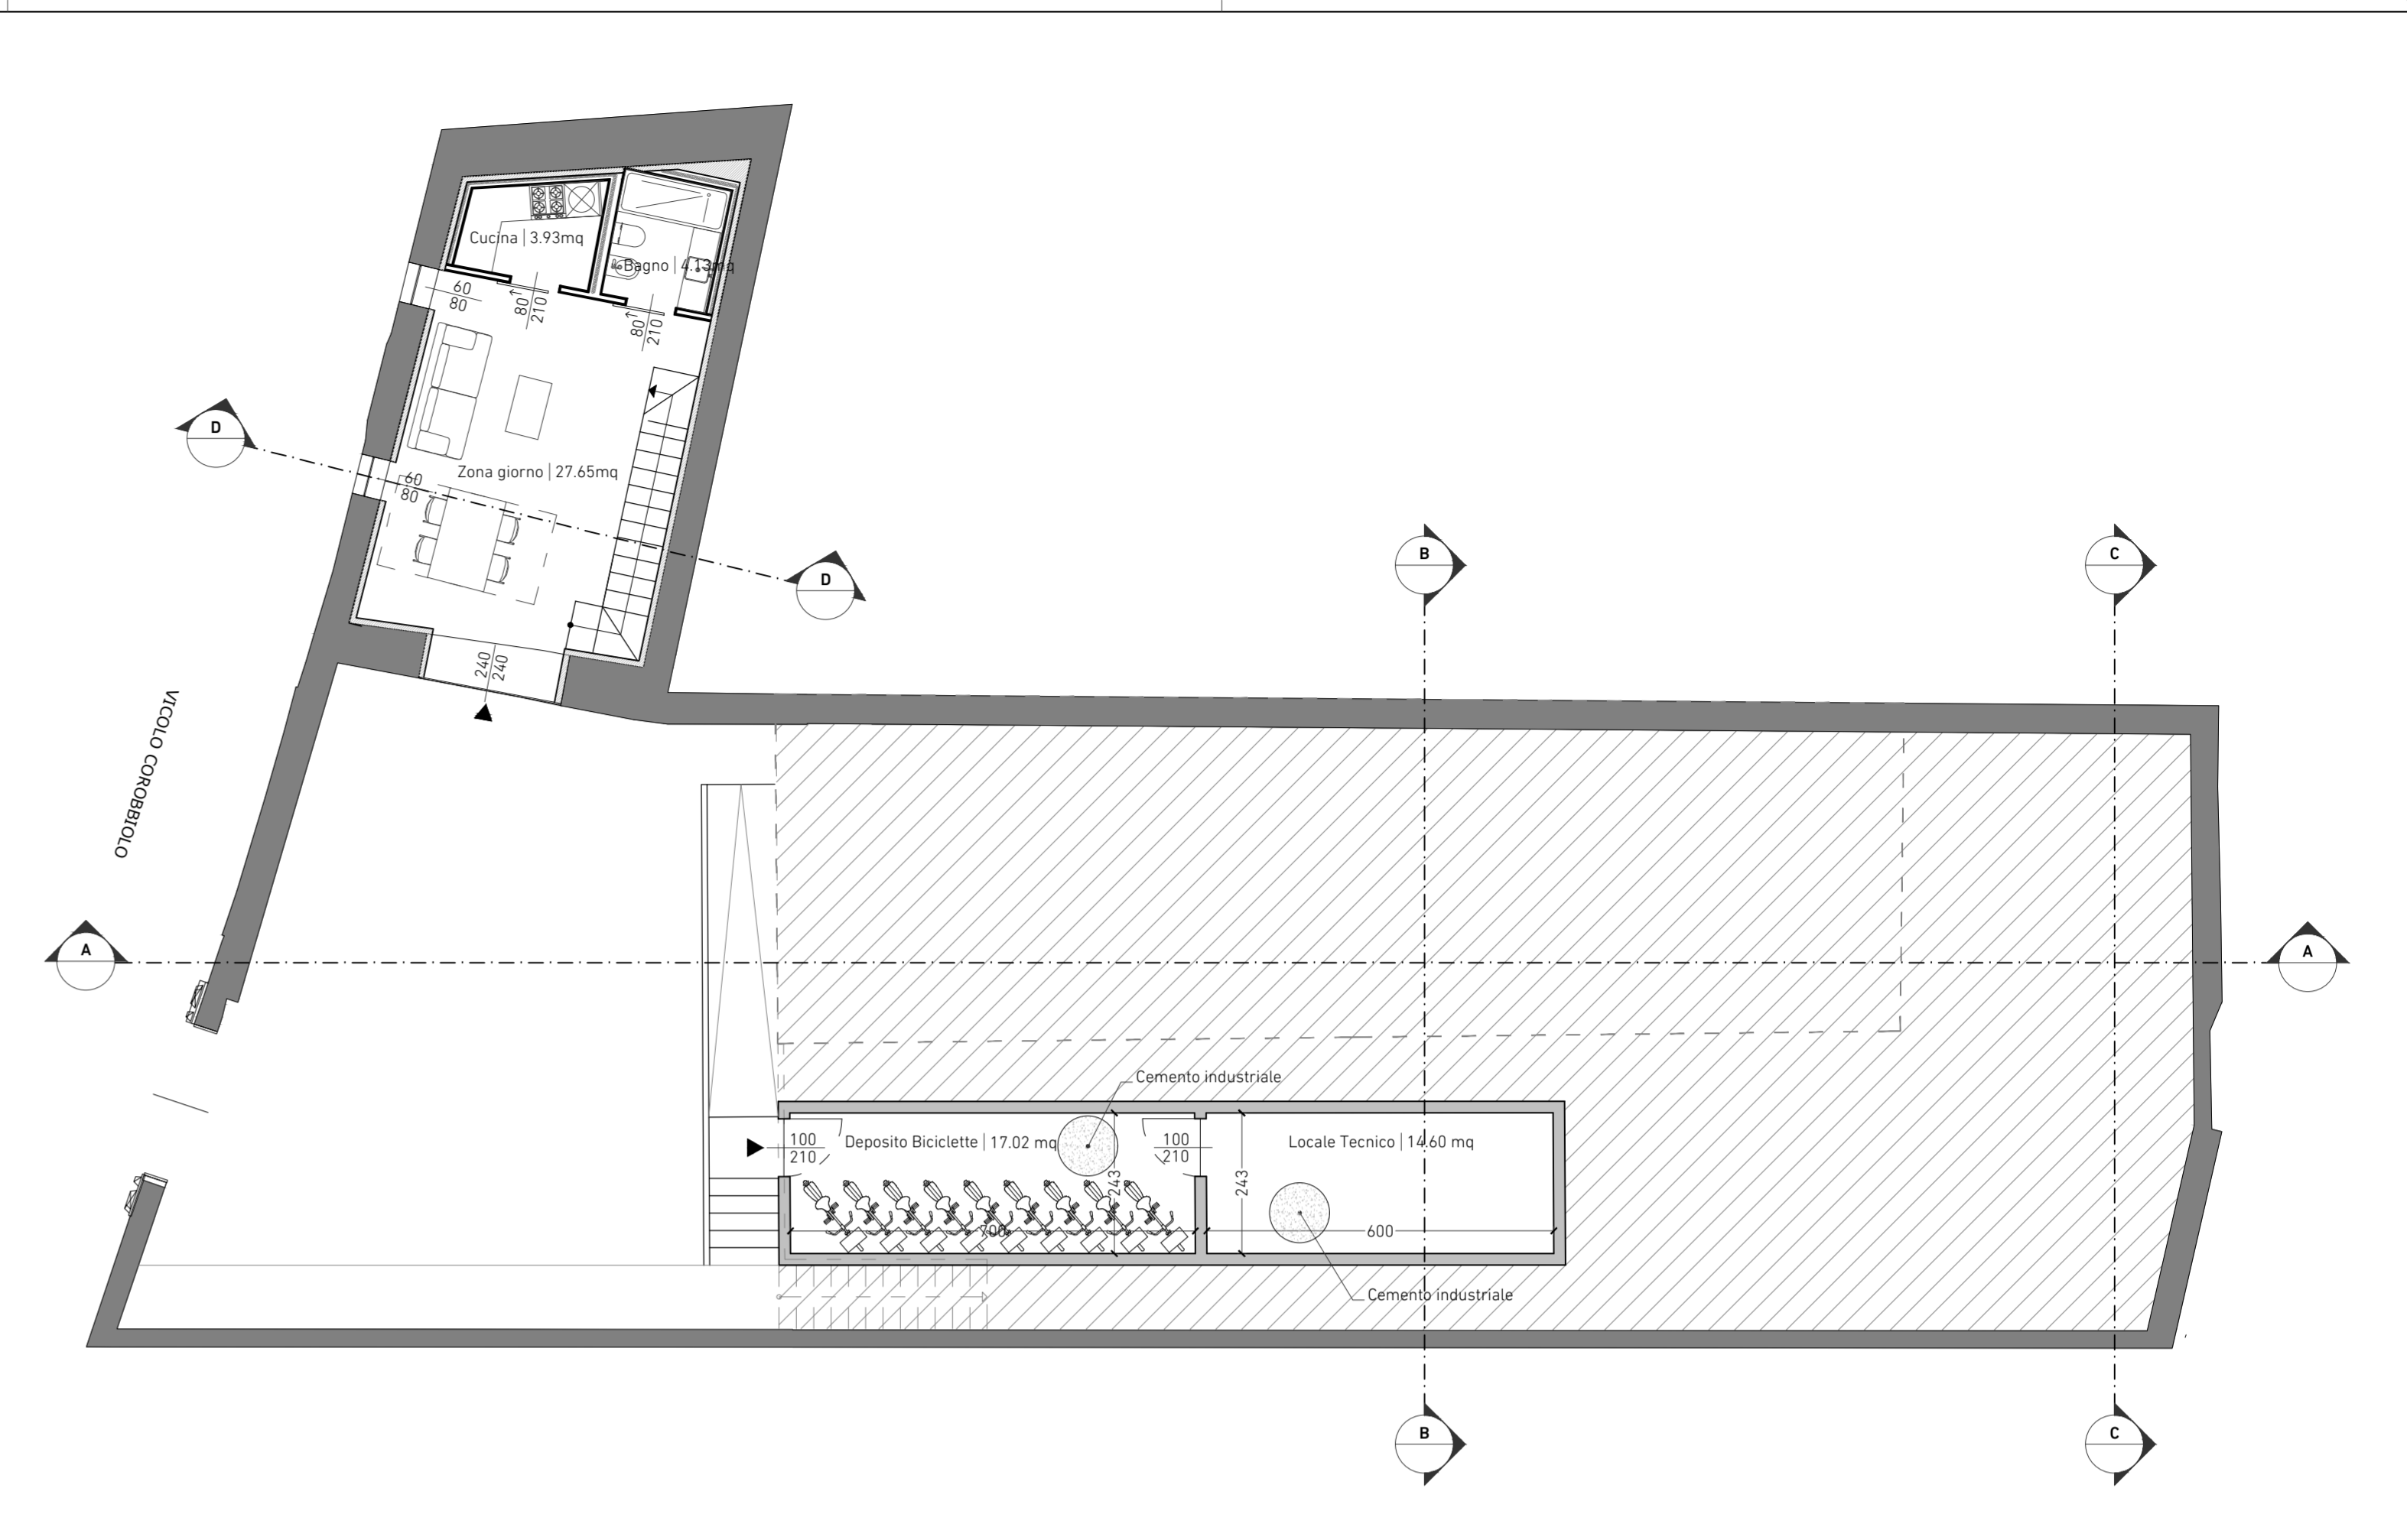 Cucina | 3.93mq
Bagno | 4.13mq
60
80
80
210
80
210
D
Zona giorno | 27.65mq
60
80
D
B
C
240
240
VICOLO COROBBIOLO
A
A
Cemento industriale
100
210
Deposito Biciclette | 17.02 mq
100
210
Locale Tecnico | 14.60 mq
243
243
700
600
Cemento industriale
B
C